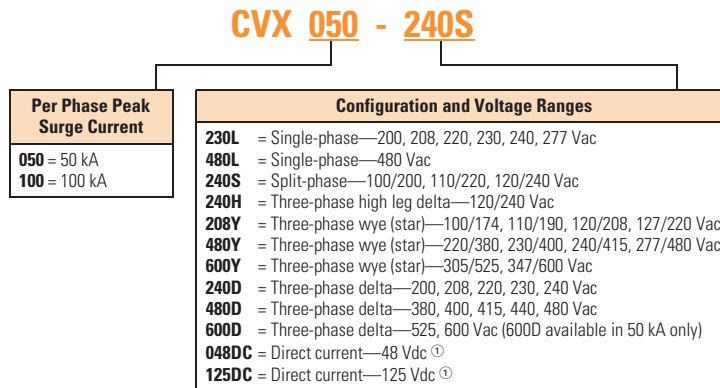 CVX 050 - 240S
Per Phase Peak
Surge Current
050 = 50 kA
100 = 100 kA
Configuration and Voltage Ranges
230L = Single-phase—200, 208, 220, 230, 240, 277 Vac
480L = Single-phase—480 Vac
240S = Split-phase—100/200, 110/220, 120/240 Vac
240H = Three-phase high leg delta—120/240 Vac
208Y = Three-phase wye (star)—100/174, 110/190, 120/208, 127/220 Vac
480Y = Three-phase wye (star)—220/380, 230/400, 240/415, 277/480 Vac
600Y = Three-phase wye (star)—305/525, 347/600 Vac
240D = Three-phase delta—200, 208, 220, 230, 240 Vac
480D = Three-phase delta—380, 400, 415, 440, 480 Vac
600D = Three-phase delta—525, 600 Vac (600D available in 50 kA only)
048DC = Direct current—48 Vdc ①
125DC = Direct current—125 Vdc ①